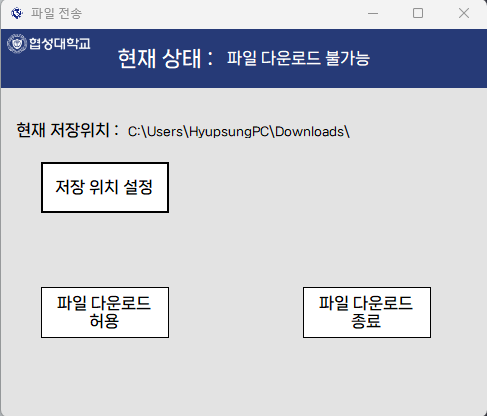 파일 전송
협성대학교
현재 상태 : 파일 다운로드 불가능
현재 저장위치 : C:\Users\HyupsungPC\Downloads\
저장 위치 설정
파일 다운로드
허용
파일 다운로드
종료